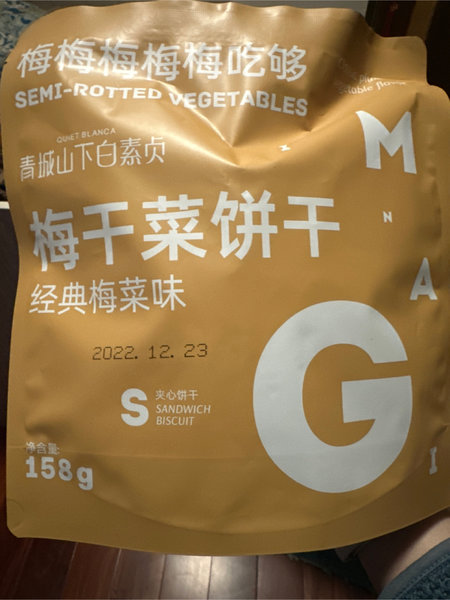 梅梅梅梅梅吃够
SEMI-ROTTED VEGETABLES
QUIET BLANCA
青城山下白素贞
梅干菜饼干
经典梅菜味
2022. 12. 23
S
夹心饼干
SANDWICH
BISCUIT
净含量:
158g
M
I
N
A
G
I